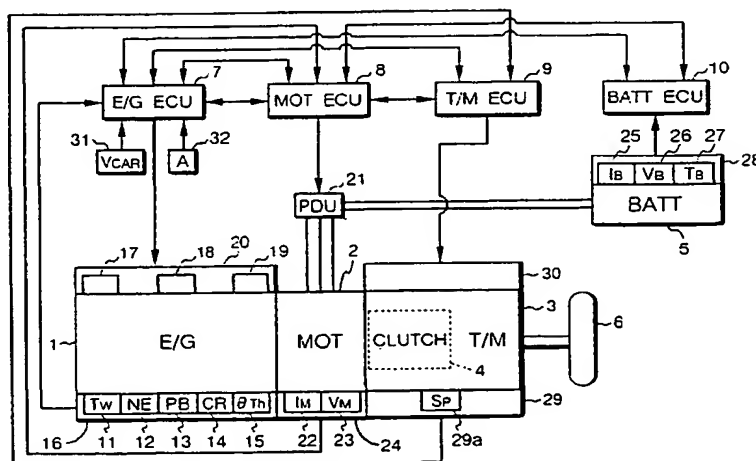 7
8
9
10
E/G ECU
MOT ECU
T/M ECU
BATT ECU
31
32
VCAR
A
25
26
27
28
IB
VB
TB
BATT
5
21
PDU
17
18
20
19
2
30
3
6
1
E/G
MOT
CLUTCH
T/M
4
TW
NE
PB
CR
θTh
IM
VM
SP
29
16
11
12
13
14
15
22
23
24
29a